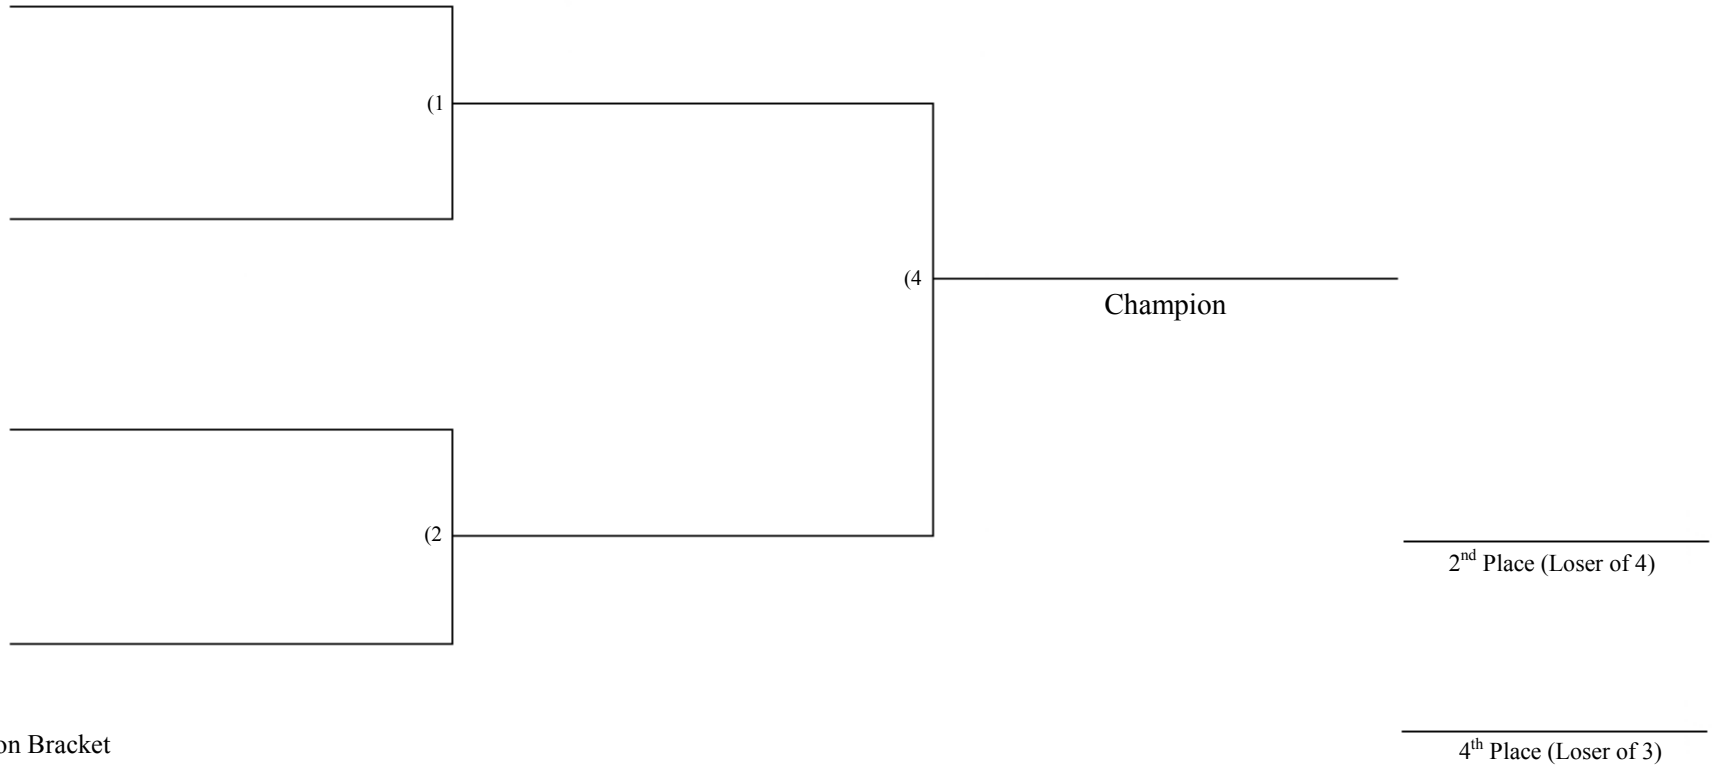 (1
(4
Champion
(2
2nd Place (Loser of 4)
on Bracket
4th Place (Loser of 3)